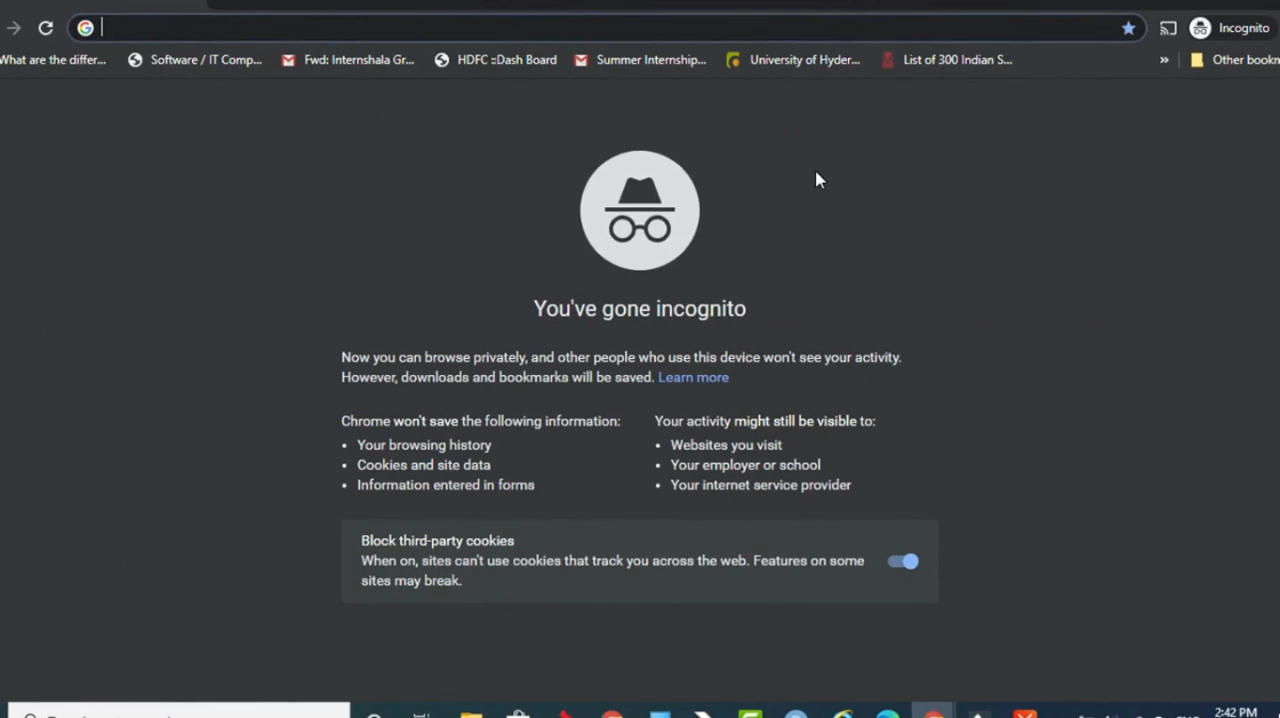 Incognito
What are the differ... Software / IT Comp... Fwd: Internshala Gr... HDFC ::Dash Board Summer Internship... University of Hyder... List of 300 Indian S... » Other bookm
You've gone incognito
Now you can browse privately, and other people who use this device won't see your activity.
However, downloads and bookmarks will be saved. Learn more
Chrome won't save the following information:
• Your browsing history
• Cookies and site data
• Information entered in forms
Your activity might still be visible to:
• Websites you visit
• Your employer or school
• Your internet service provider
Block third-party cookies
When on, sites can't use cookies that track you across the web. Features on some
sites may break.
2:42 PM